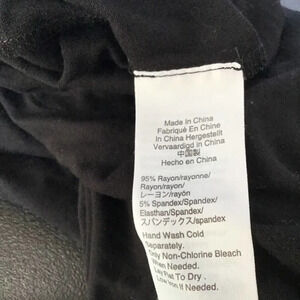 Made in China
Fabriqué En Chine
In China Hergestellt
Vervaardigd in China
中国製
Hecho en China
95% Rayon/rayonne/
Rayon/rayon/
レーヨン/rayón
5% Spandex/Spandex/
Elasthan/Spandex/
スパンデックス/spandex
Hand Wash Cold
Separately.
Only Non-Chlorine Bleach
When Needed.
Lay Flat To Dry.
Low Iron If Needed.